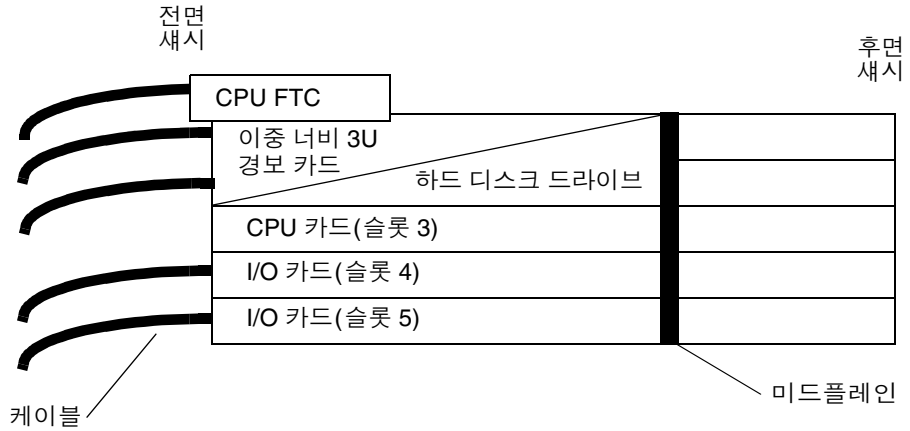 전면
섀시
후면
섀시
CPU FTC
이중 너비 3U
경보 카드
하드 디스크 드라이브
CPU 카드(슬롯 3)
I/O 카드(슬롯 4)
I/O 카드(슬롯 5)
미드플레인
케이블